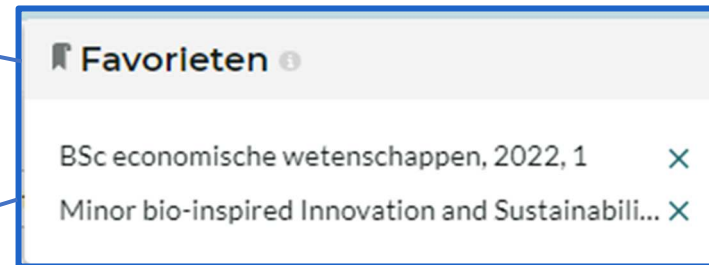 Favorieten
BSc economische wetenschappen, 2022, 1
Minor bio-inspired Innovation and Sustainabili...